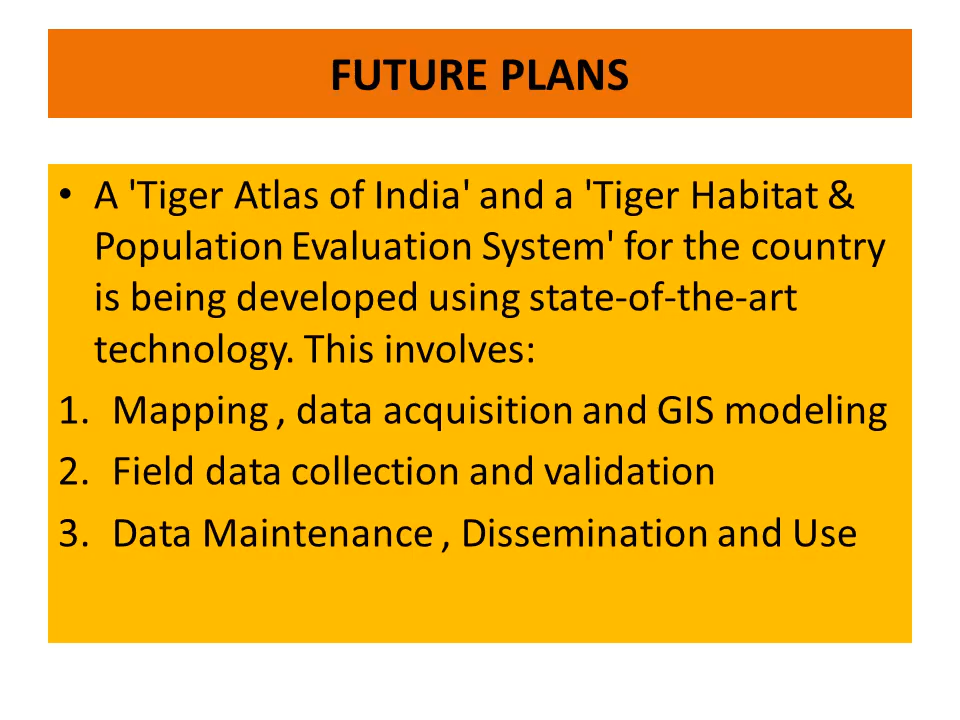 FUTURE PLANS
• A 'Tiger Atlas of India' and a 'Tiger Habitat &
Population Evaluation System' for the country
is being developed using state-of-the-art
technology. This involves:
1. Mapping , data acquisition and GIS modeling
2. Field data collection and validation
3. Data Maintenance , Dissemination and Use